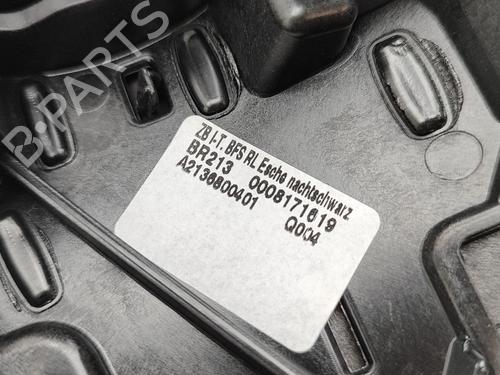 B-PARTS
ZB I-T. BFS RL Esche nachtschwarz
BR213 0008171619
A2136800401 Q004